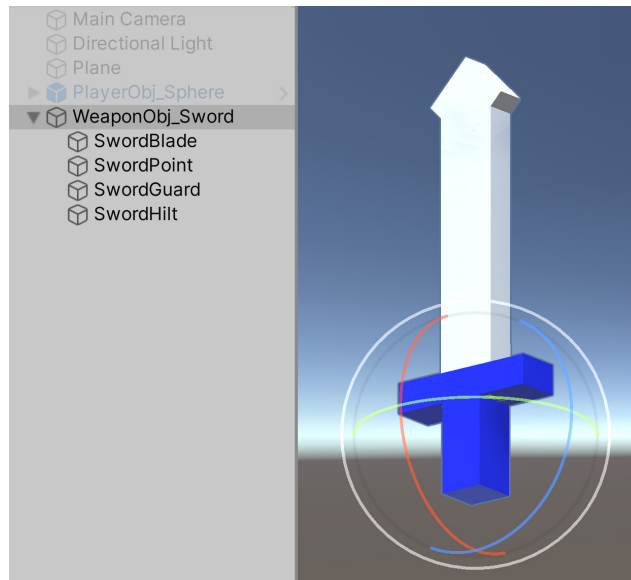 Main Camera
Directional Light
Plane
PlayerObj_Sphere
WeaponObj_Sword
SwordBlade
SwordPoint
SwordGuard
SwordHilt